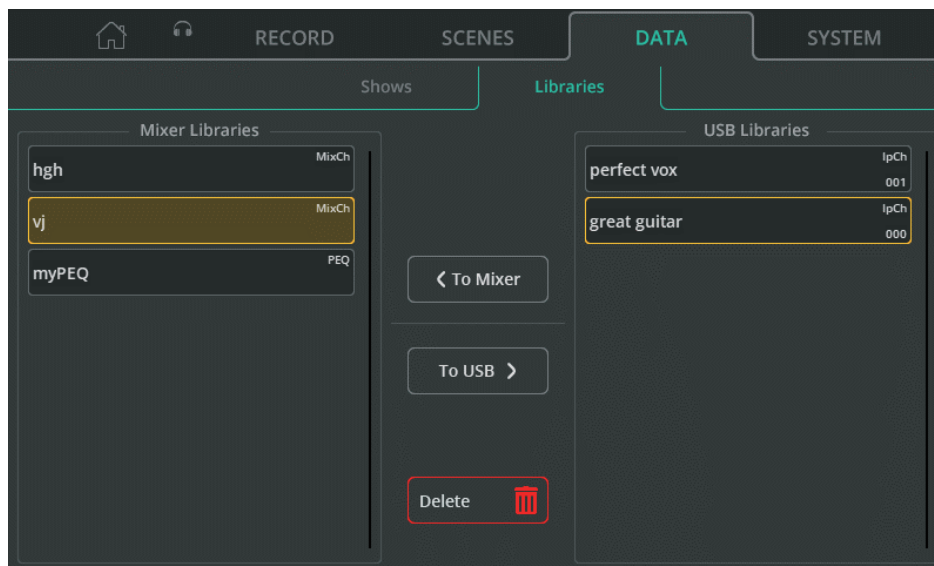 RECORD
SCENES
DATA
SYSTEM
Shows
Libraries
Mixer Libraries
USB Libraries
hgh
MixCh
vj
MixCh
myPEQ
PEQ
< To Mixer
To USB >
Delete
perfect vox
IpCh
001
great guitar
IpCh
000